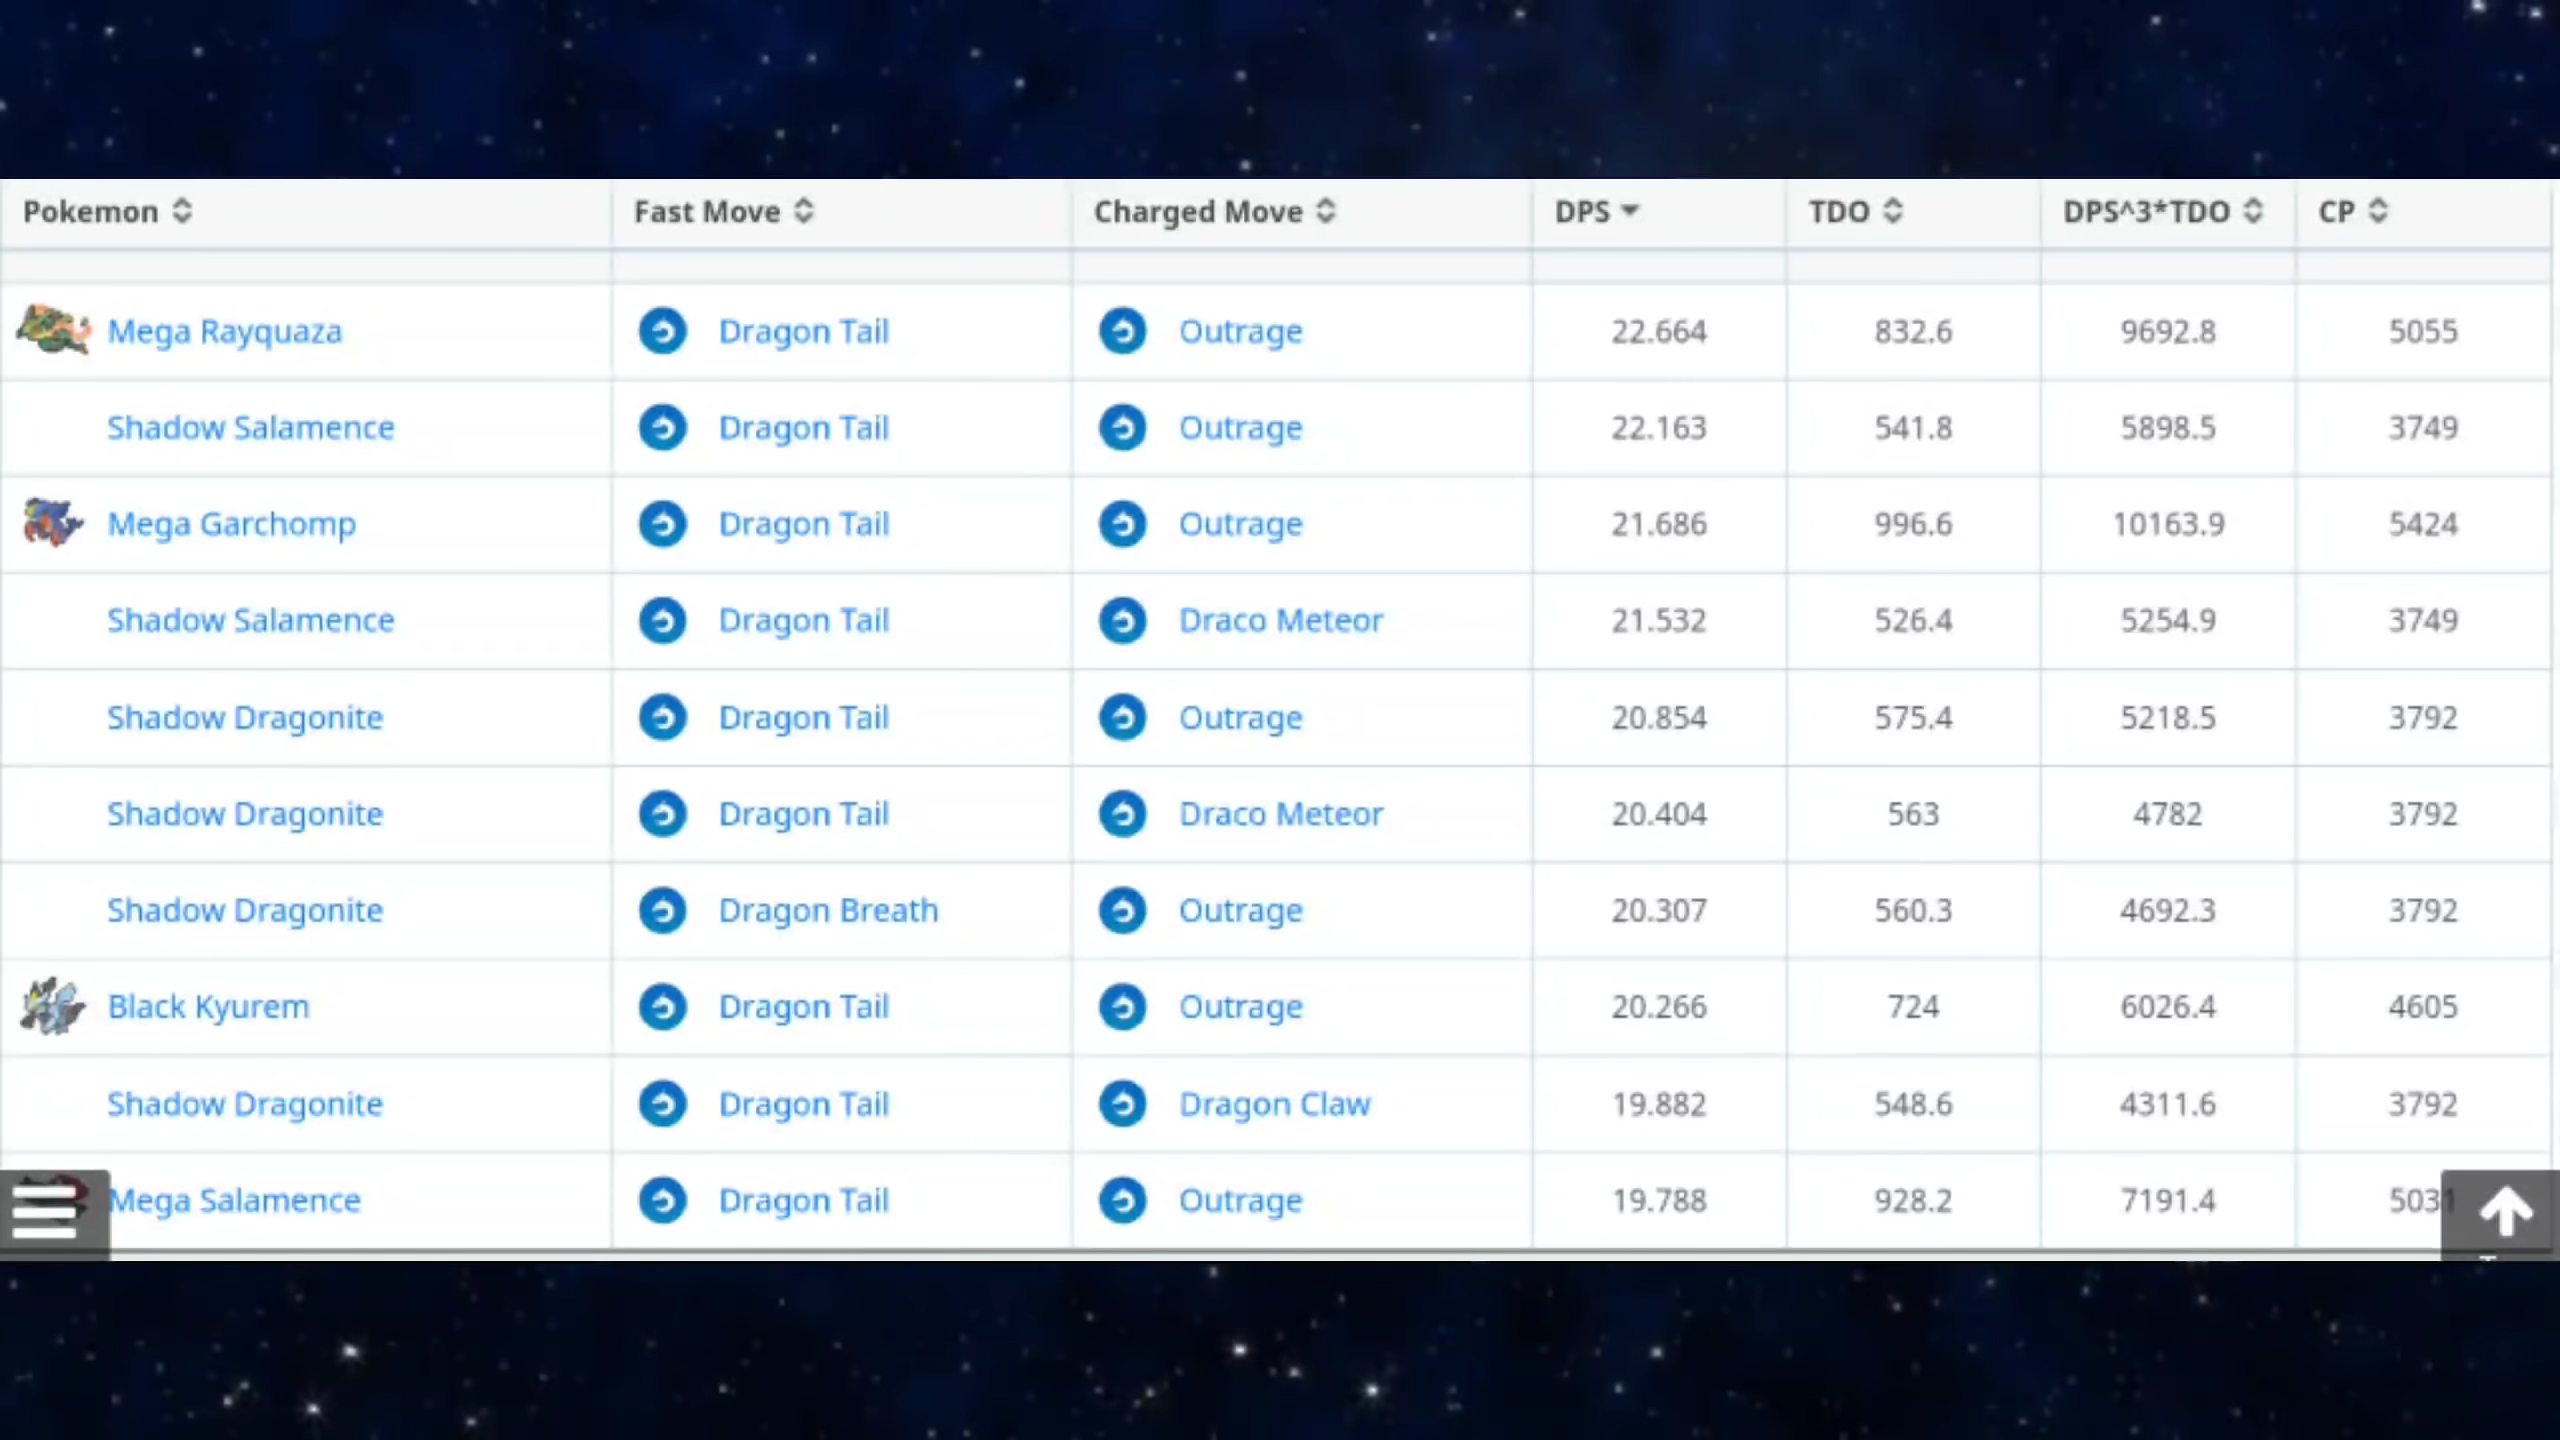 Pokemon Fast Move Charged Move DPS TDO DPS^3*TDO CP
Mega Rayquaza Dragon Tail Outrage 22.664 832.6 9692.8 5055
Shadow Salamence Dragon Tail Outrage 22.163 541.8 5898.5 3749
Mega Garchomp Dragon Tail Outrage 21.686 996.6 10163.9 5424
Shadow Salamence Dragon Tail Draco Meteor 21.532 526.4 5254.9 3749
Shadow Dragonite Dragon Tail Outrage 20.854 575.4 5218.5 3792
Shadow Dragonite Dragon Tail Draco Meteor 20.404 563 4782 3792
Shadow Dragonite Dragon Breath Outrage 20.307 560.3 4692.3 3792
Black Kyurem Dragon Tail Outrage 20.266 724 6026.4 4605
Shadow Dragonite Dragon Tail Dragon Claw 19.882 548.6 4311.6 3792
Mega Salamence Dragon Tail Outrage 19.788 928.2 7191.4 5031